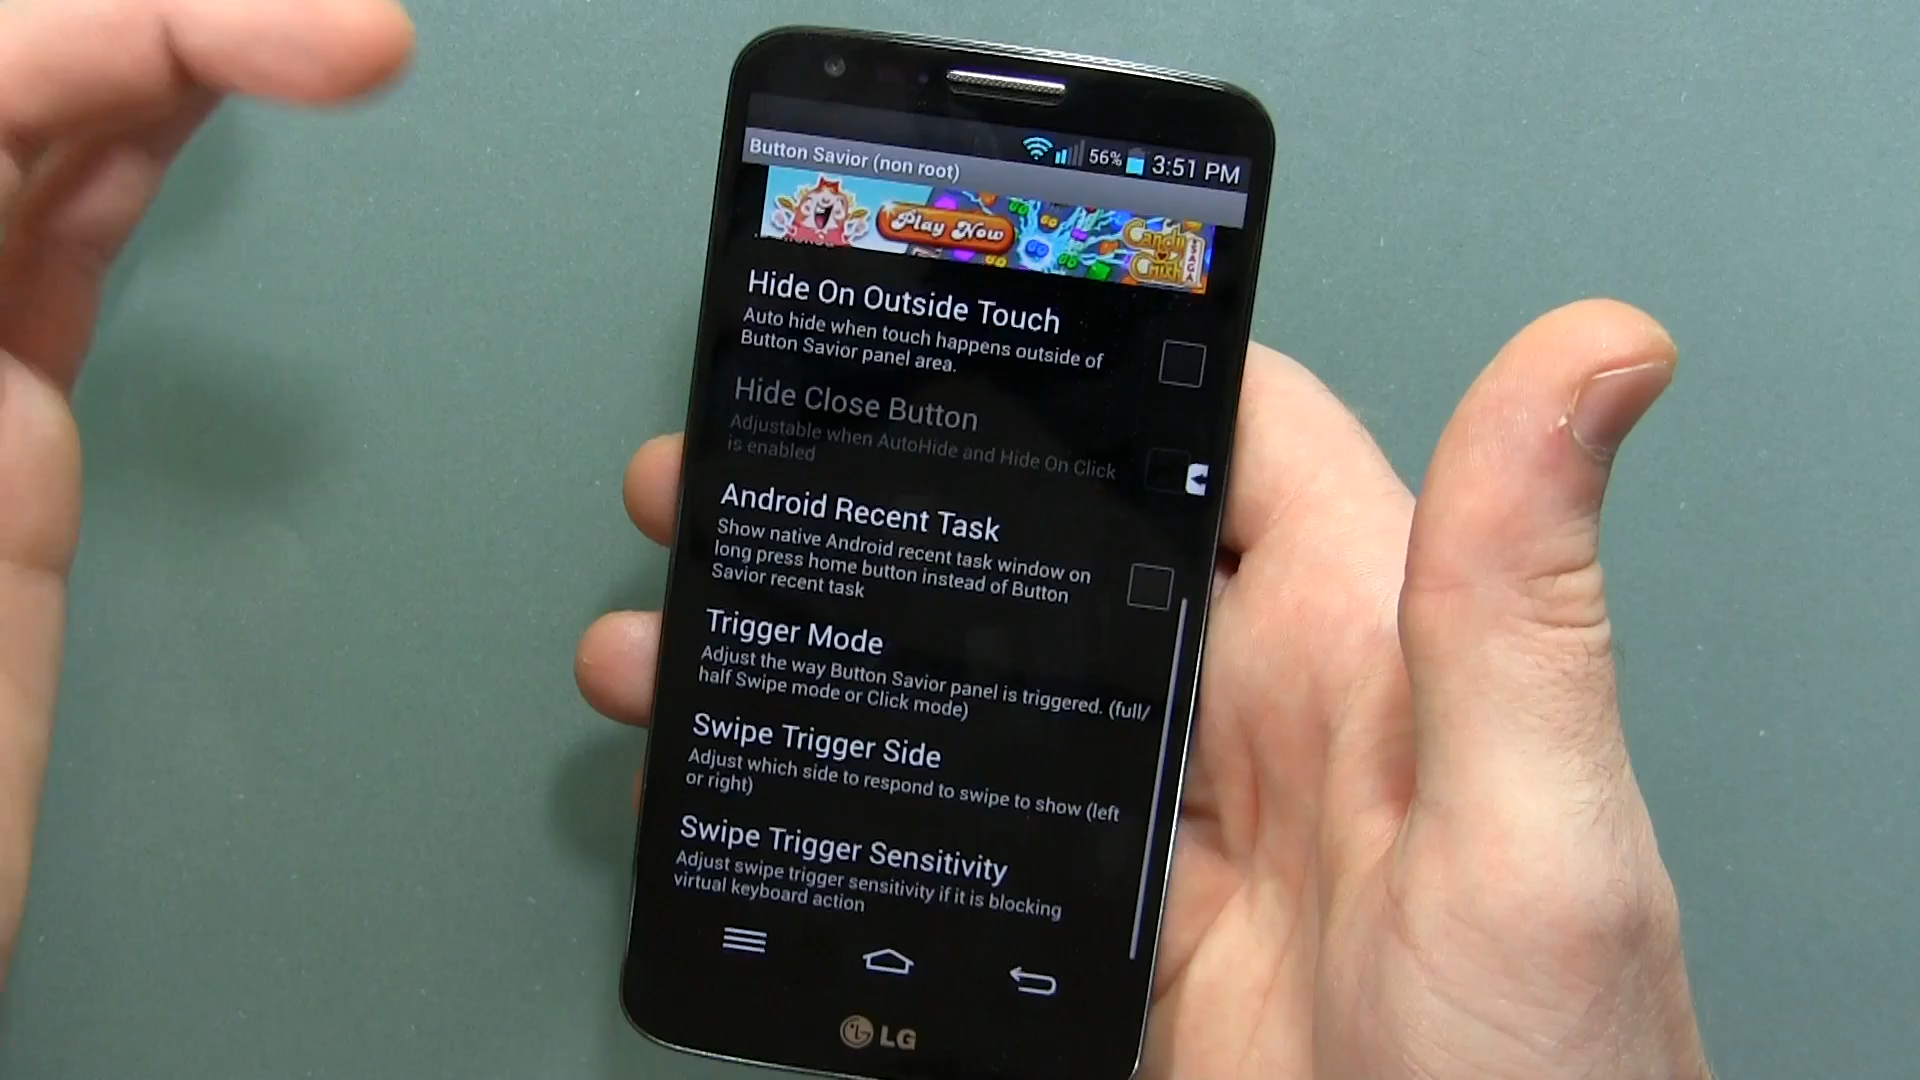 56% 3:51 PM
Button Savior (non root)
Play Now
Candy
Crush
SAGA
Hide On Outside Touch
Auto hide when touch happens outside of
Button Savior panel area.
Hide Close Button
Adjustable when AutoHide and Hide On Click
is enabled
Android Recent Task
Show native Android recent task window on
long press home button instead of Button
Savior recent task
Trigger Mode
Adjust the way Button Savior panel is triggered. (full/
half Swipe mode or Click mode)
Swipe Trigger Side
Adjust which side to respond to swipe to show (left
or right)
Swipe Trigger Sensitivity
Adjust swipe trigger sensitivity if it is blocking
virtual keyboard action
LG